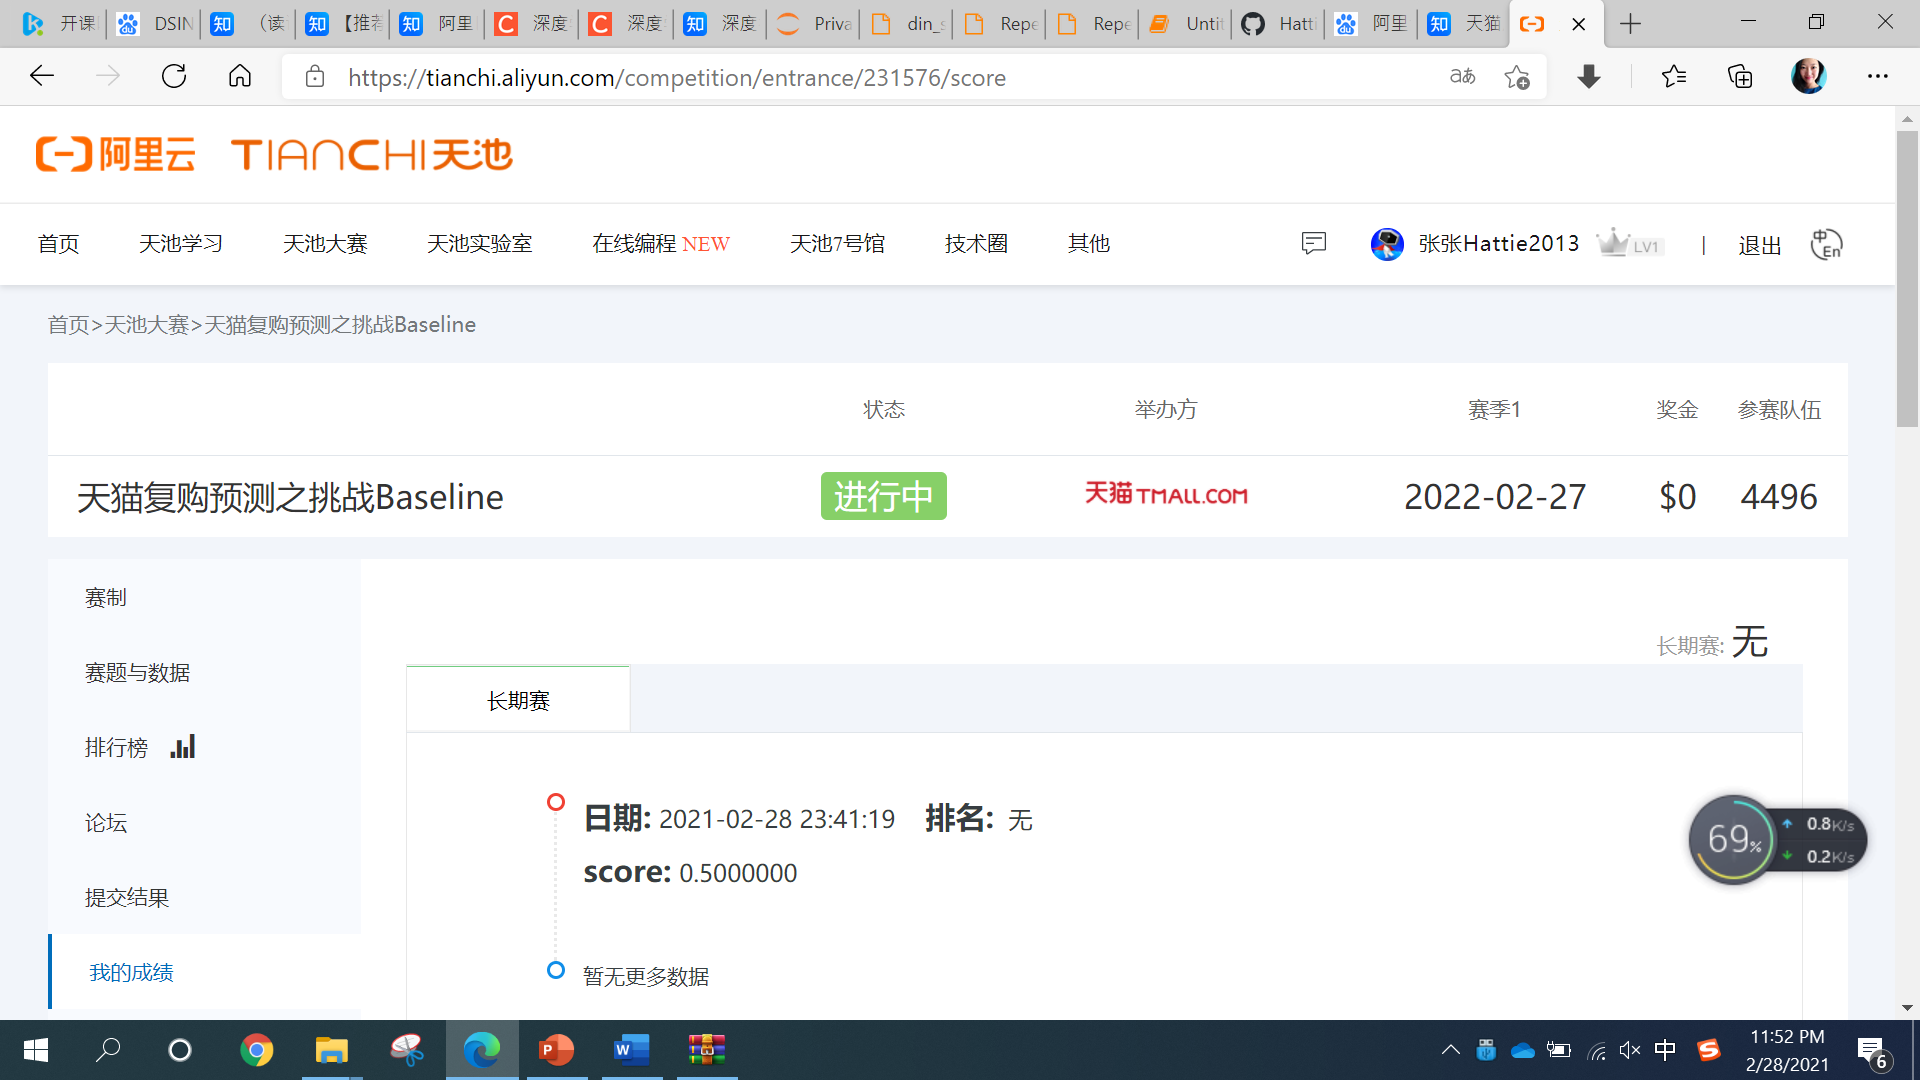 开课
DSIN
（读
【推荐
阿里
深度
深度
深度
Priva
din_s
Repe
Repe
Untit
Hatti
阿里
天猫
https://tianchi.aliyun.com/competition/entrance/231576/score
aあ
阿里云 TIANCHI天池
首页 天池学习 天池大赛 天池实验室 在线编程 NEW 天池7号馆 技术圈 其他 张张Hattie2013 LV1 | 退出 中En
首页>天池大赛>天猫复购预测之挑战Baseline
状态 举办方 赛季1 奖金 参赛队伍
天猫复购预测之挑战Baseline 进行中 天猫 TMALL.COM 2022-02-27 $0 4496
赛制
赛题与数据
排行榜
论坛
提交结果
我的成绩
长期赛: 无
长期赛
日期: 2021-02-28 23:41:19 排名: 无
score: 0.5000000
暂无更多数据
69%
0.8K/s
0.2K/s
中
11:52 PM
2/28/2021
6